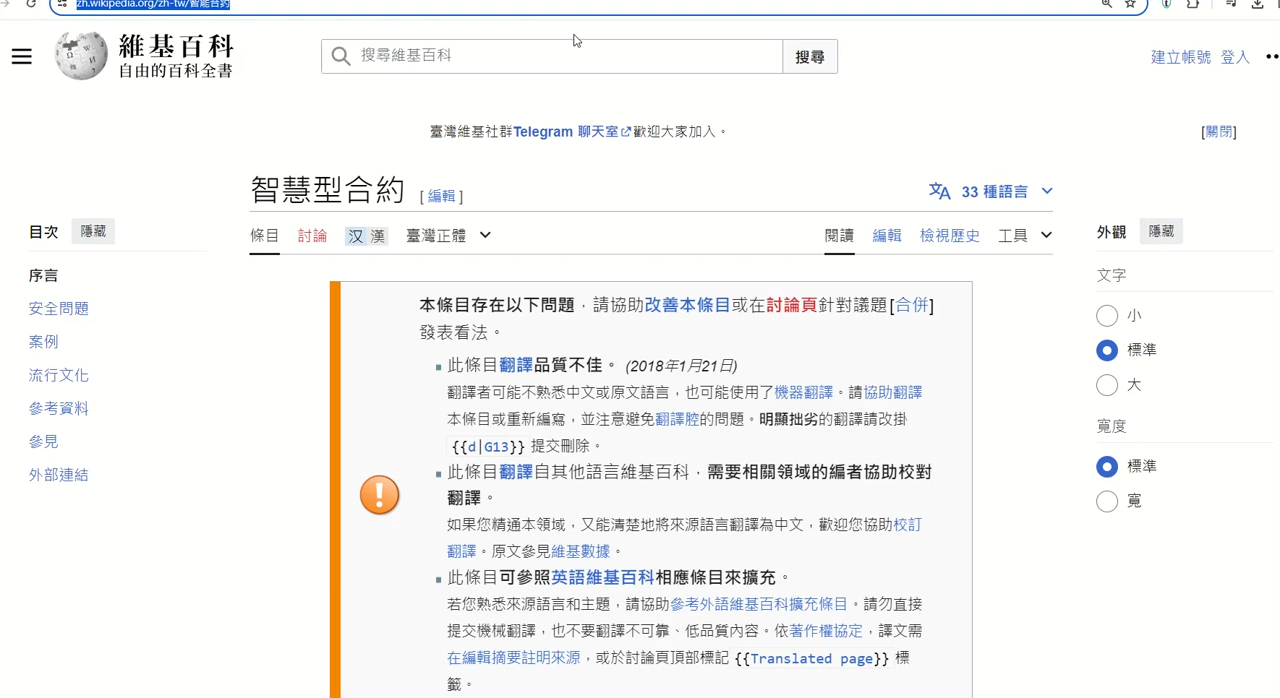 zh.wikipedia.org/zh-tw/智能合約
維基百科
自由的百科全書
搜尋維基百科
搜尋
建立帳號 登入
臺灣維基社群Telegram 聊天室歡迎大家加入。
[關閉]
智慧型合約 [編輯]
33 種語言
目次 隱藏
條目 討論 汉 漢 臺灣正體
閱讀 編輯 檢視歷史 工具
外觀 隱藏
序言
安全問題
案例
流行文化
參考資料
參見
外部連結
本條目存在以下問題，請協助改善本條目或在討論頁針對議題[合併]
發表看法。
此條目翻譯品質不佳。 (2018年1月21日)
翻譯者可能不熟悉中文或原文語言，也可能使用了機器翻譯。請協助翻譯
本條目或重新編寫，並注意避免翻譯腔的問題。明顯拙劣的翻譯請改掛
{{d|G13}} 提交刪除。
此條目翻譯自其他語言維基百科，需要相關領域的編者協助校對
翻譯。
如果您精通本領域，又能清楚地將來源語言翻譯為中文，歡迎您協助校訂
翻譯。原文參見維基數據。
此條目可參照英語維基百科相應條目來擴充。
若您熟悉來源語言和主題，請協助參考外語維基百科擴充條目。請勿直接
提交機械翻譯，也不要翻譯不可靠、低品質內容。依著作權協定，譯文需
在編輯摘要註明來源，或於討論頁頂部標記 {{Translated page}} 標
籤。
文字
小
標準
大
寬度
標準
寬